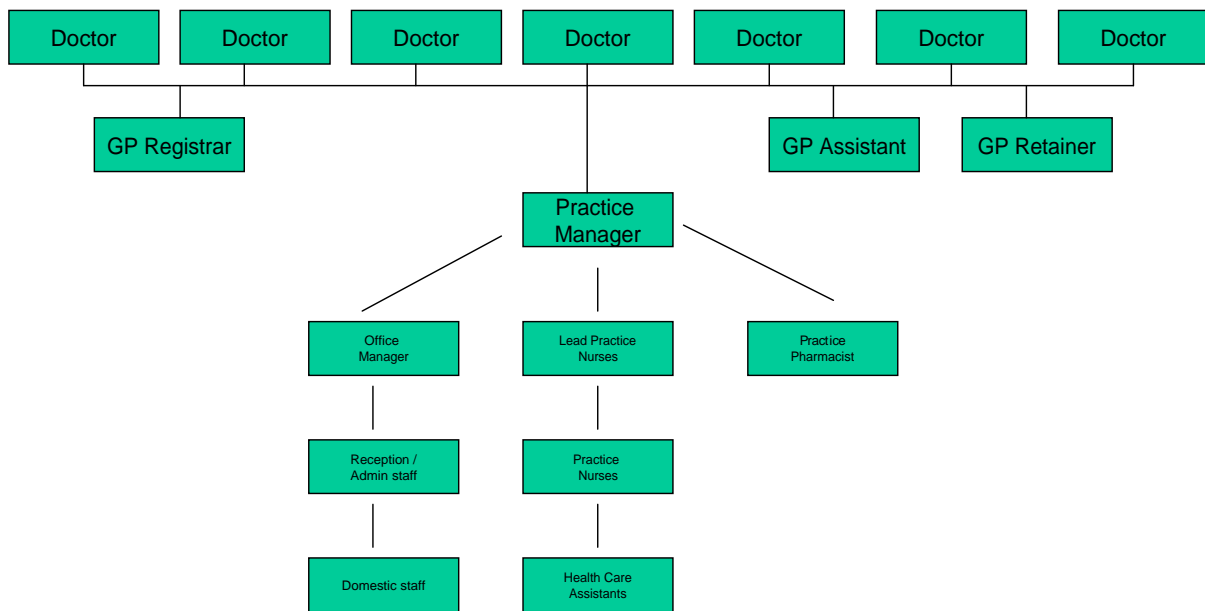 Doctor
Doctor
Doctor
Doctor
Doctor
Doctor
Doctor
GP Registrar
GP Assistant
GP Retainer
Practice
Manager
Office
Manager
Lead Practice
Nurses
Practice
Pharmacist
Reception /
Admin staff
Practice
Nurses
Domestic staff
Health Care
Assistants